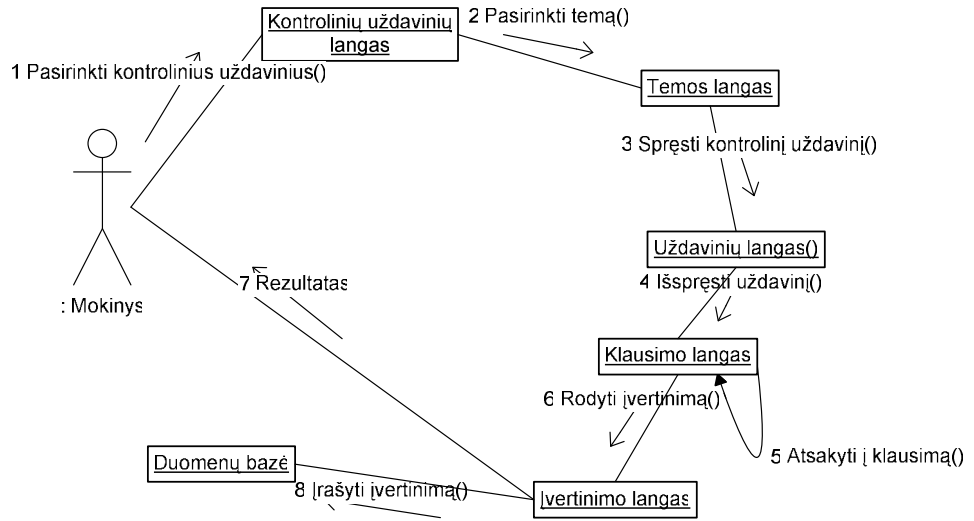 Kontrolinių uždavinių
langas
2 Pasirinkti temą()
1 Pasirinkti kontrolinius uždavinius()
Temos langas
3 Spręsti kontrolinį uždavinį()
Uždavinių langas()
4 Išspręsti uždavinį()
7 Rezultatas
: Mokinys
Klausimo langas
6 Rodyti įvertinimą()
5 Atsakyti į klausimą()
Duomenų bazė
8 Įrašyti įvertinimą()
Įvertinimo langas